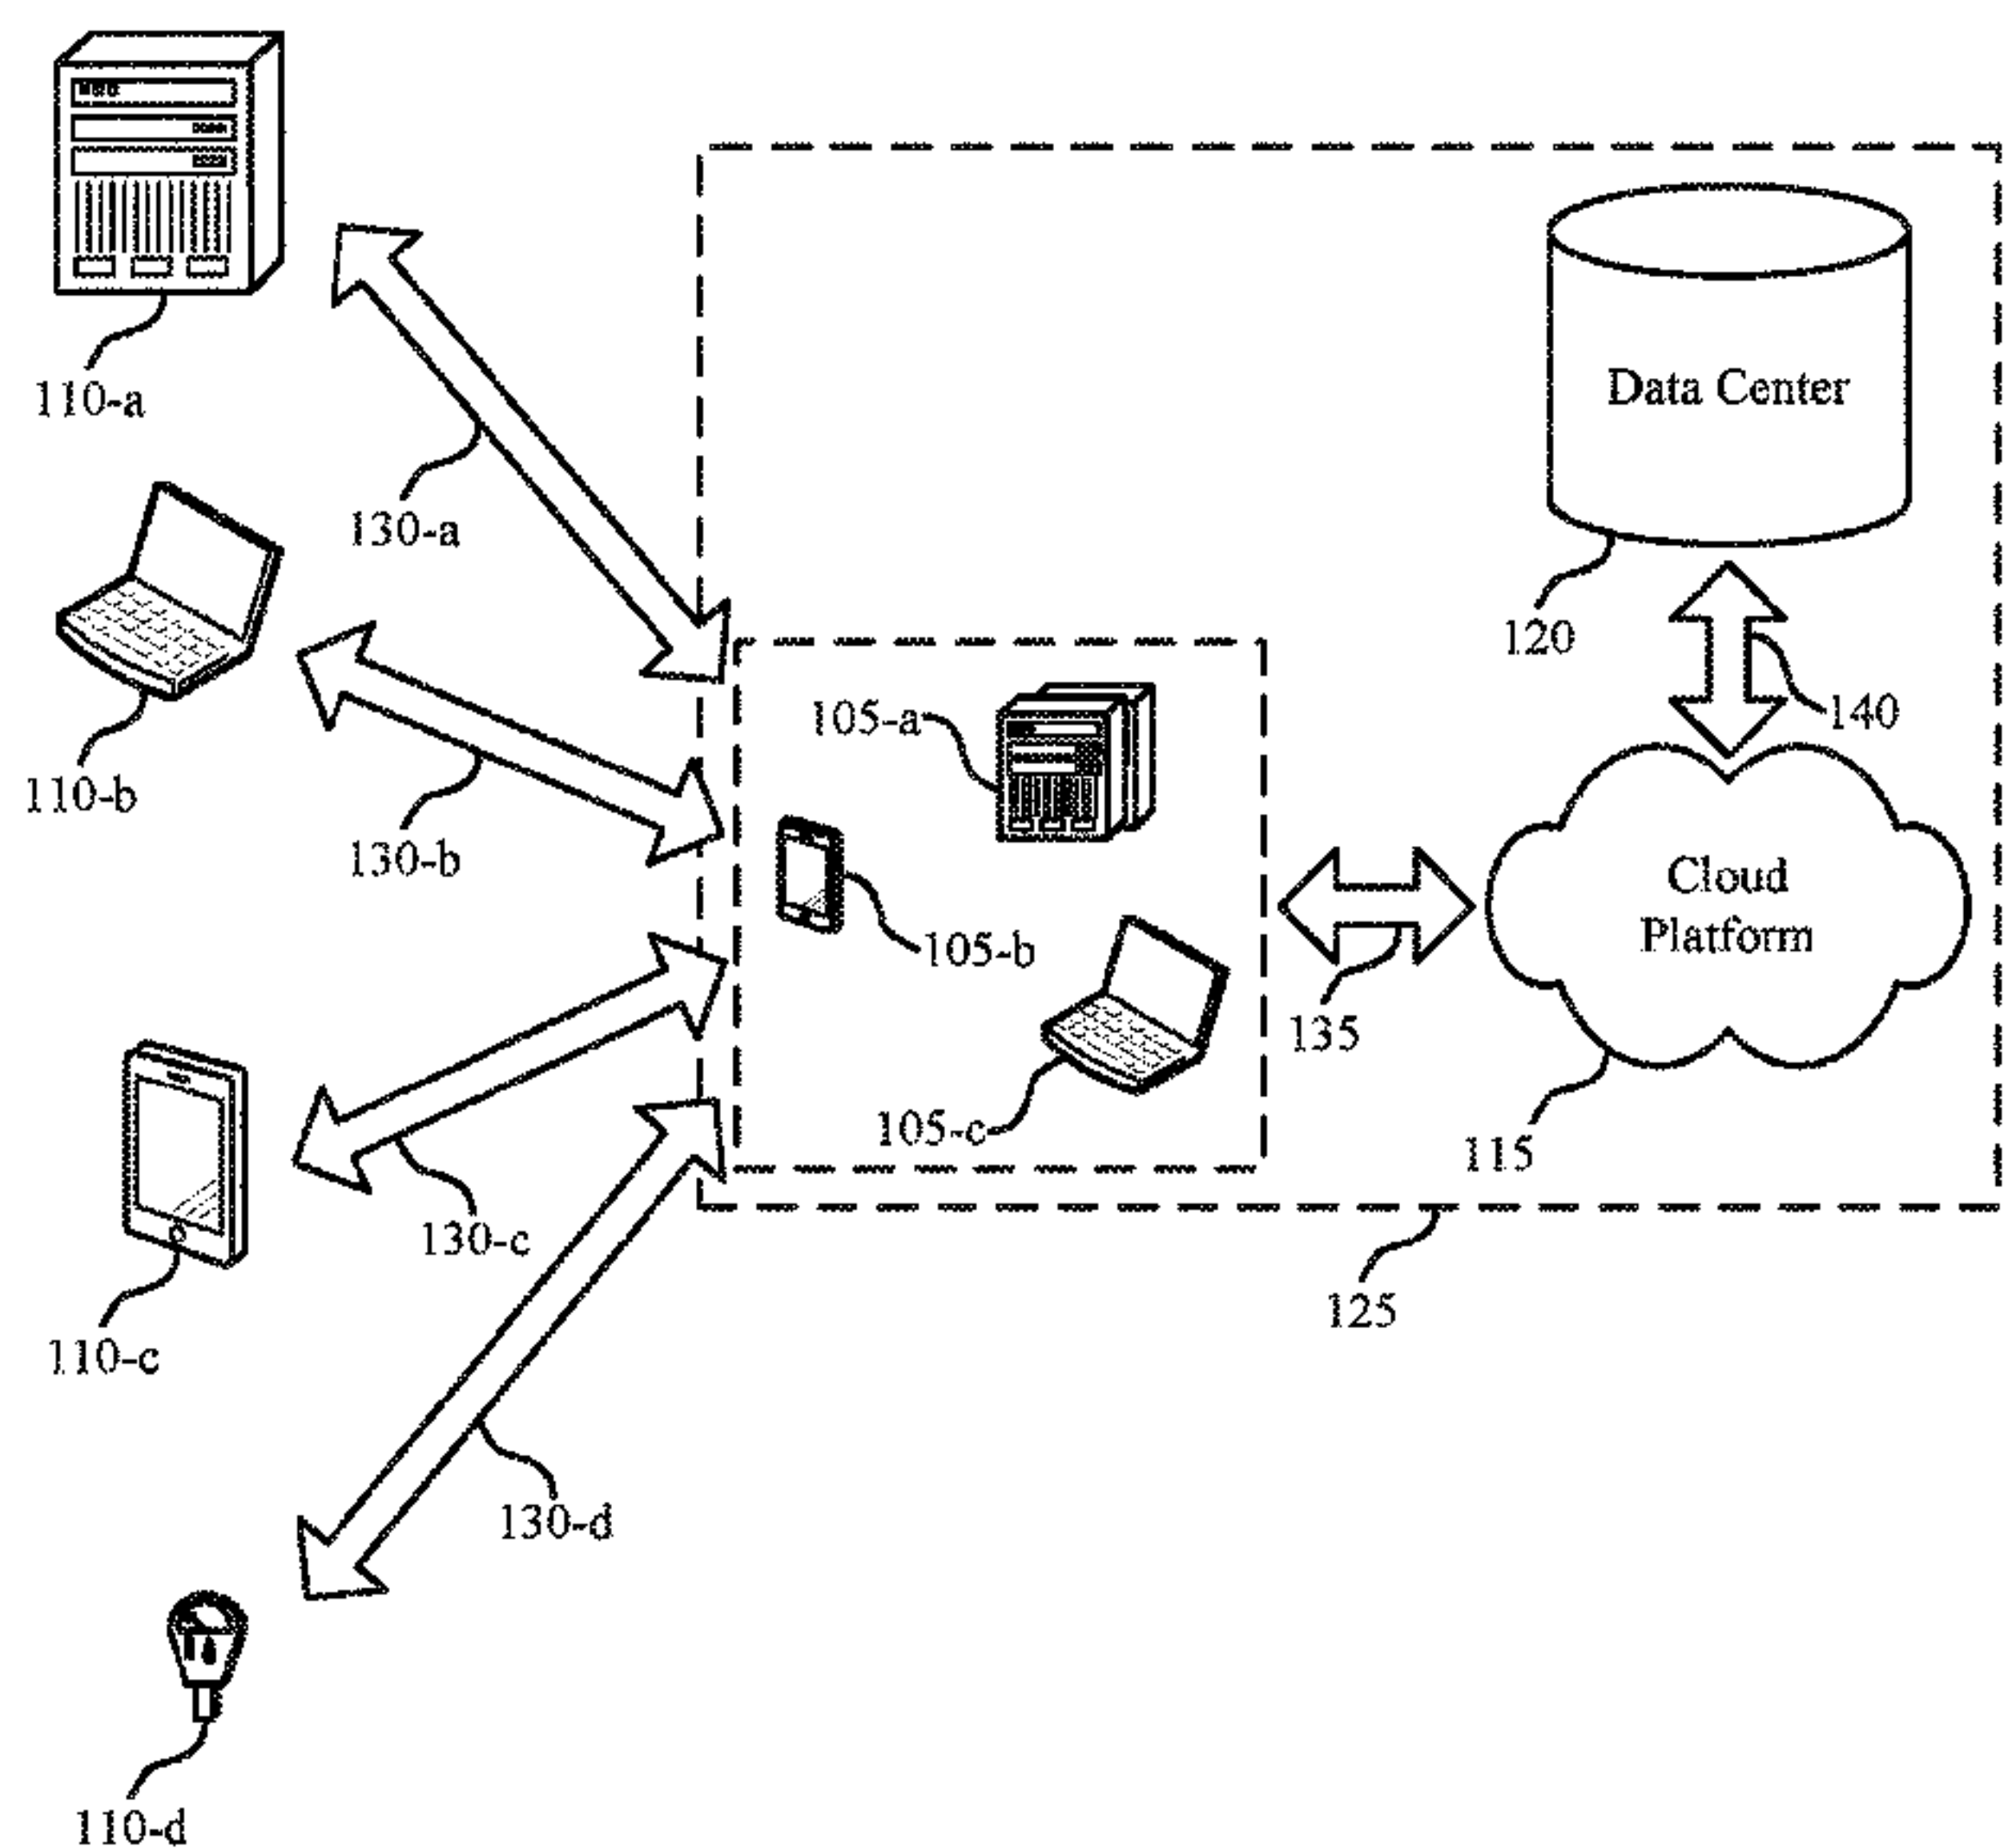 110-a
130-a
Data Center
120
140
110-b
130-b
105-a
105-b
105-c
Cloud
Platform
135
115
110-c
130-c
125
130-d
110-d